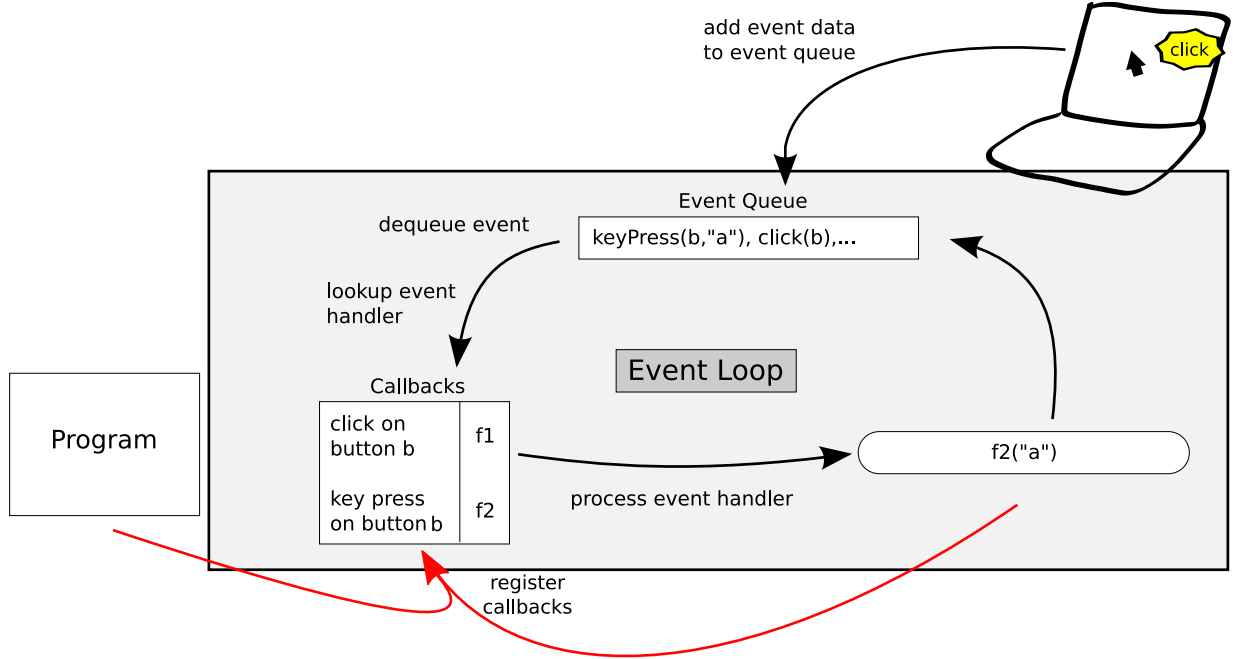 add event data
to event queue
click
Event Queue
keyPress(b,"a"), click(b),...
dequeue event
lookup event
handler
Event Loop
Callbacks
click on
button b
f1
key press
on button b
f2
Program
f2("a")
process event handler
register
callbacks